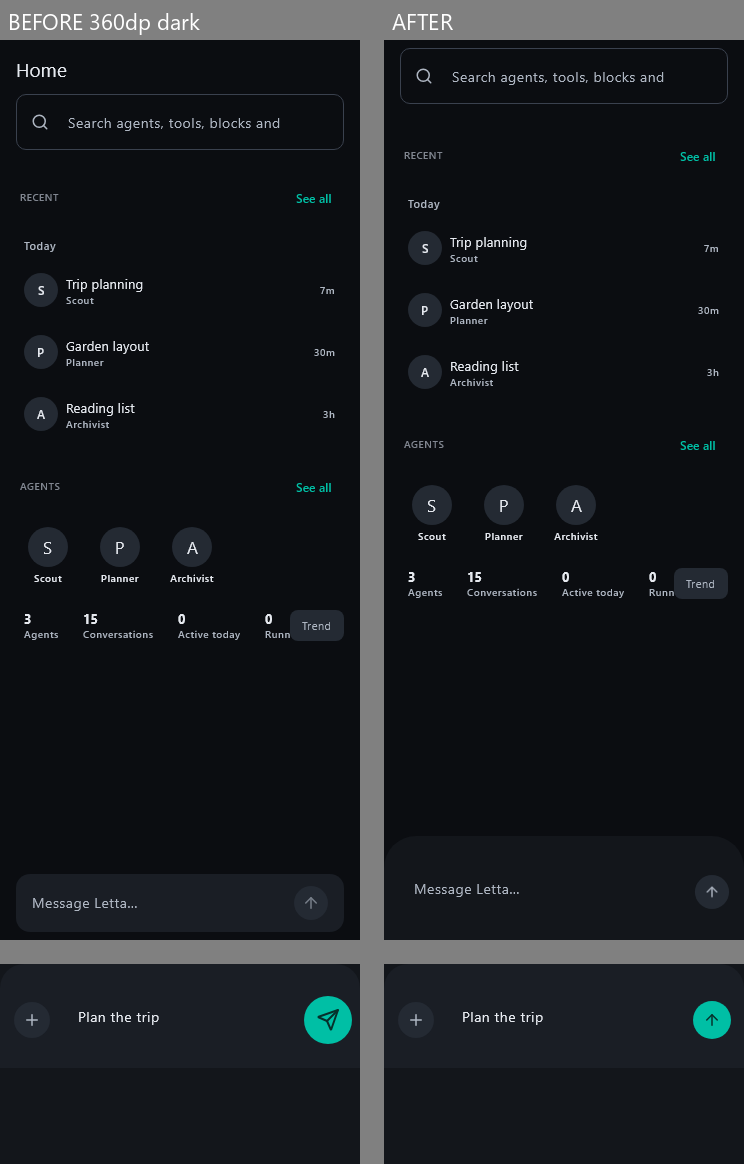 BEFORE 360dp dark
Home
Search agents, tools, blocks and
RECENT
See all
Today
S
Trip planning
Scout
7m
P
Garden layout
Planner
30m
A
Reading list
Archivist
3h
AGENTS
See all
S
P
A
Scout
Planner
Archivist
3
15
0
0
Agents
Conversations
Active today
Runn
Trend
Message Letta...
Plan the trip
AFTER
Search agents, tools, blocks and
RECENT
See all
Today
S
Trip planning
Scout
7m
P
Garden layout
Planner
30m
A
Reading list
Archivist
3h
AGENTS
See all
S
P
A
Scout
Planner
Archivist
3
15
0
0
Agents
Conversations
Active today
Runn
Trend
Message Letta...
Plan the trip